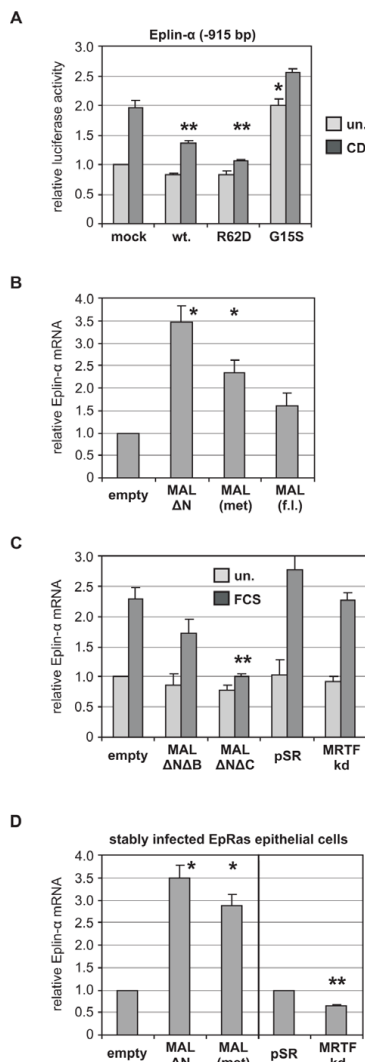 A
Eplin-α (-915 bp)
relative luciferase activity
3.0
2.5
2.0
1.5
1.0
0.5
0
**
**
*
un.
CD
mock wt. R62D G15S
B
relative Eplin-α mRNA
4.0
3.5
3.0
2.5
2.0
1.5
1.0
0.5
0
*
*
empty MAL MAL MAL
ΔN (met) (f.l.)
C
relative Eplin-α mRNA
3.0
2.5
2.0
1.5
1.0
0.5
0
un.
FCS
**
empty MAL MAL pSR MRTF
ΔNΔB ΔNΔC kd
D
stably infected EpRas epithelial cells
relative Eplin-α mRNA
4.0
3.5
3.0
2.5
2.0
1.5
1.0
0.5
0
*
*
**
empty MAL MAL pSR MRTF
ΔN (met) kd